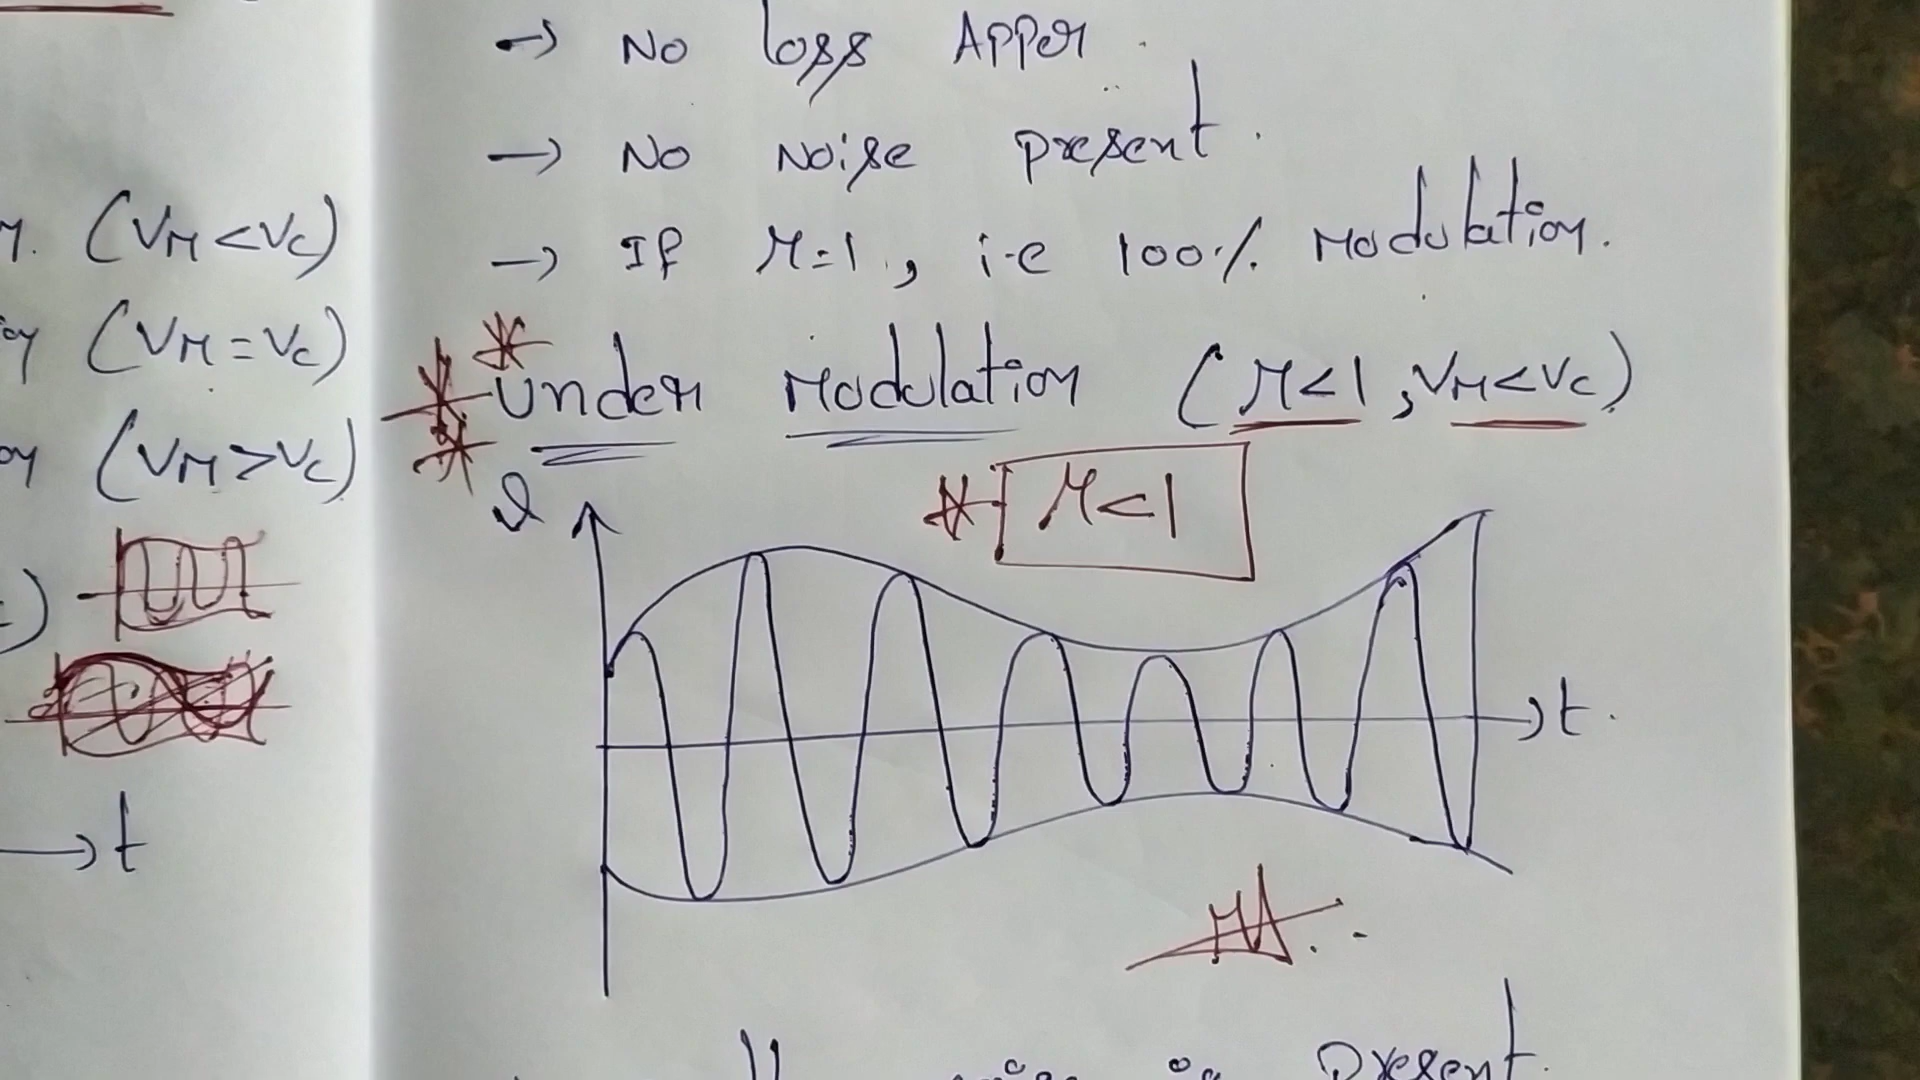 M. (VM<VC)
(VM=VC)
(VM>VC)
→t
→ No loss APPer.
→ No Noise present.
→ If M=1, i-e 100% Modulation.
Under Modulation (M<1, VM<VC)
M<1
t.
present.